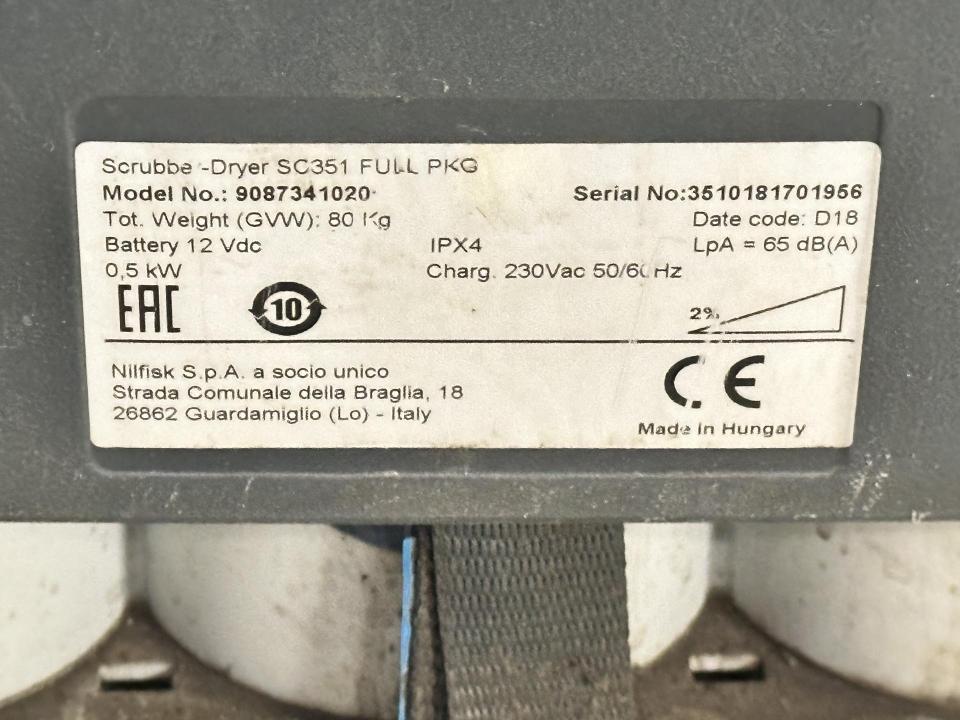 Scrubber-Dryer SC351 FULL PKG
Model No.: 9087341020 Serial No:3510181701956
Tot. Weight (GVW): 80 Kg Date code: D18
Battery 12 Vdc IPX4 LpA = 65 dB(A)
0,5 kW Charg. 230Vac 50/60 Hz
EAC 10 2%
Nilfisk S.p.A. a socio unico
Strada Comunale della Braglia, 18
26862 Guardamiglio (Lo) - Italy
CE
Made in Hungary